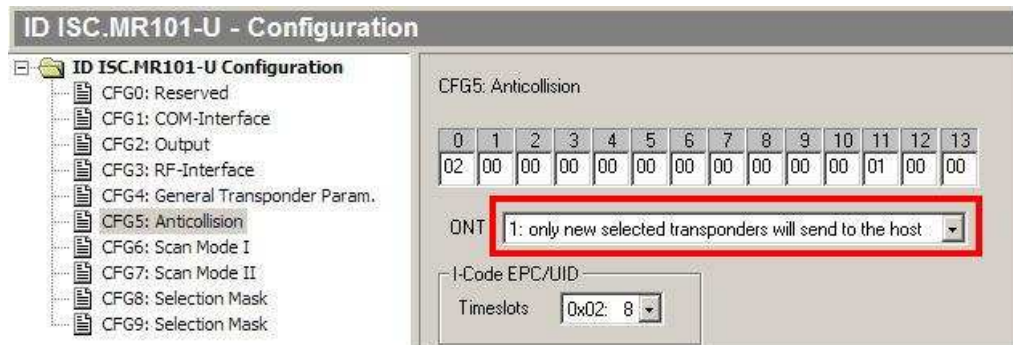 ID ISC.MR101-U - Configuration
ID ISC.MR101-U Configuration
CFG0: Reserved
CFG1: COM-Interface
CFG2: Output
CFG3: RF-Interface
CFG4: General Transponder Param.
CFG5: Anticollision
CFG6: Scan Mode I
CFG7: Scan Mode II
CFG8: Selection Mask
CFG9: Selection Mask
CFG5: Anticollision
0 1 2 3 4 5 6 7 8 9 10 11 12 13
02 00 00 00 00 00 00 00 00 00 00 01 00 00
ONT 1: only new selected transponders will send to the host
I-Code EPC/UID
Timeslots 0x02: 8